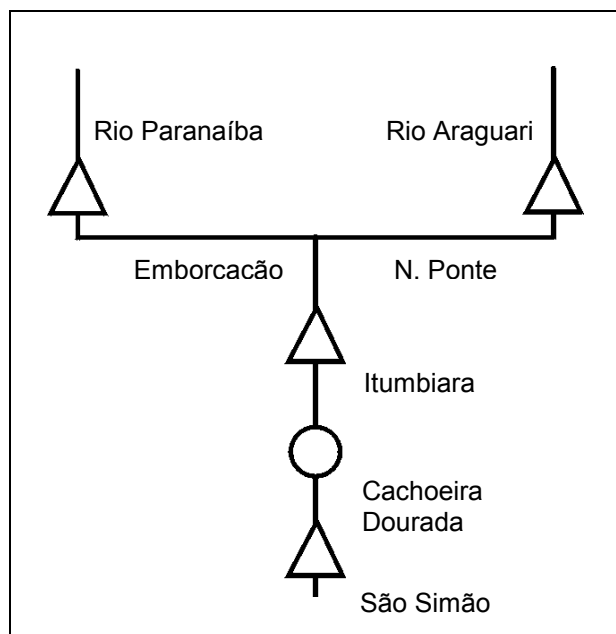 Rio Paranaíba
Rio Araguari
Emborcacão
N. Ponte
Itumbiara
Cachoeira
Dourada
São Simão